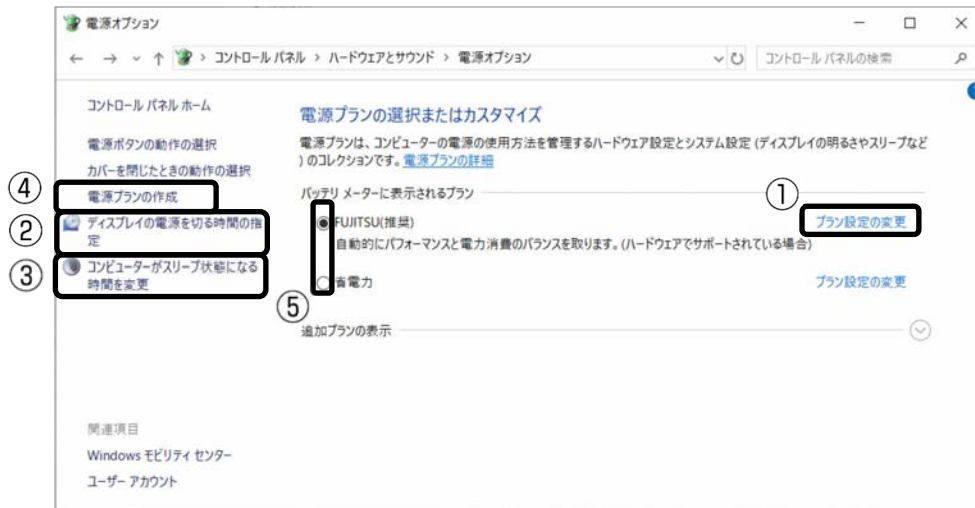 電源オプション
コントロール パネル > ハードウェアとサウンド > 電源オプション
コントロール パネルの検索
コントロール パネル ホーム
電源ボタンの動作の選択
カバーを閉じたときの動作の選択
④ 電源プランの作成
② ディスプレイの電源を切る時間の指
定
③ コンピューターがスリープ状態になる
時間を変更
電源プランの選択またはカスタマイズ
電源プランは、コンピューターの電源の使用方法を管理するハードウェア設定とシステム設定 (ディスプレイの明るさやスリープなど
) のコレクションです。電源プランの詳細
バッテリ メーターに表示されるプラン
①
FUJITSU(推奨) プラン設定の変更
自動的にパフォーマンスと電力消費のバランスを取ります。(ハードウェアでサポートされている場合)
省電力 プラン設定の変更
⑤
追加プランの表示
関連項目
Windows モビリティ センター
ユーザー アカウント